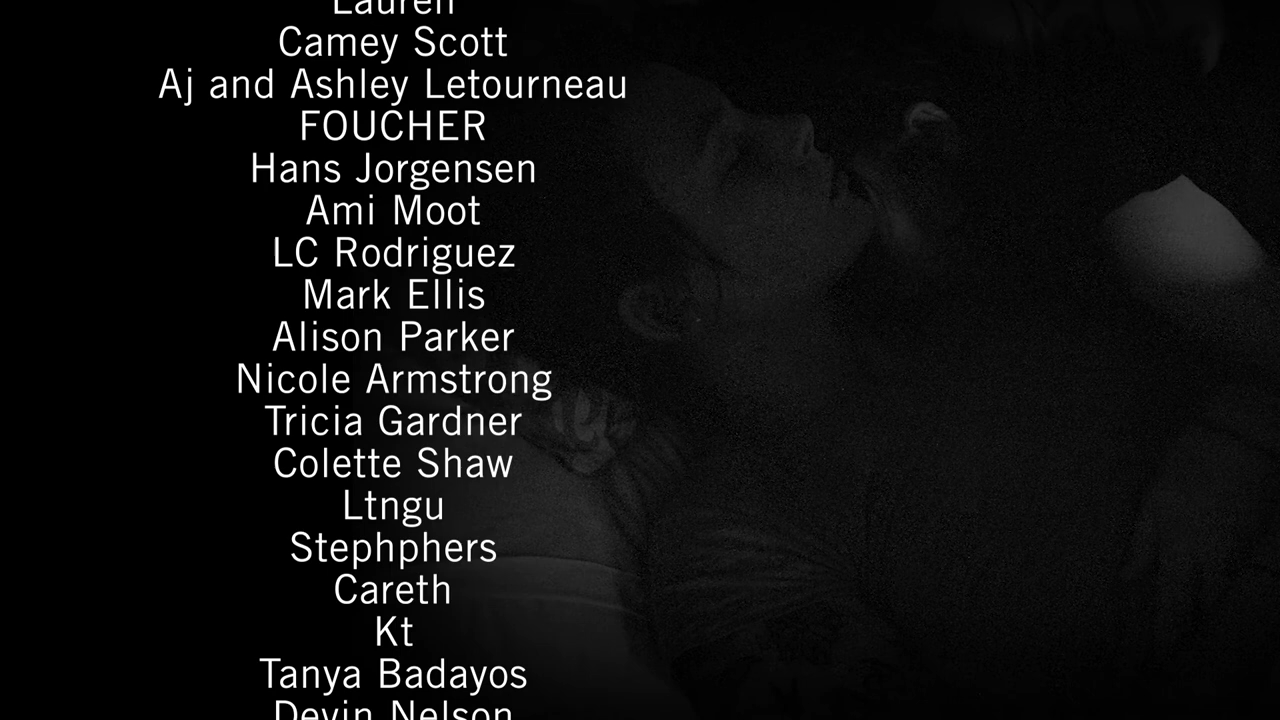 Lauren
Camey Scott
Aj and Ashley Letourneau
FOUCHER
Hans Jorgensen
Ami Moot
LC Rodriguez
Mark Ellis
Alison Parker
Nicole Armstrong
Tricia Gardner
Colette Shaw
Ltngu
Stephphers
Careth
Kt
Tanya Badayos
Devin Nelson